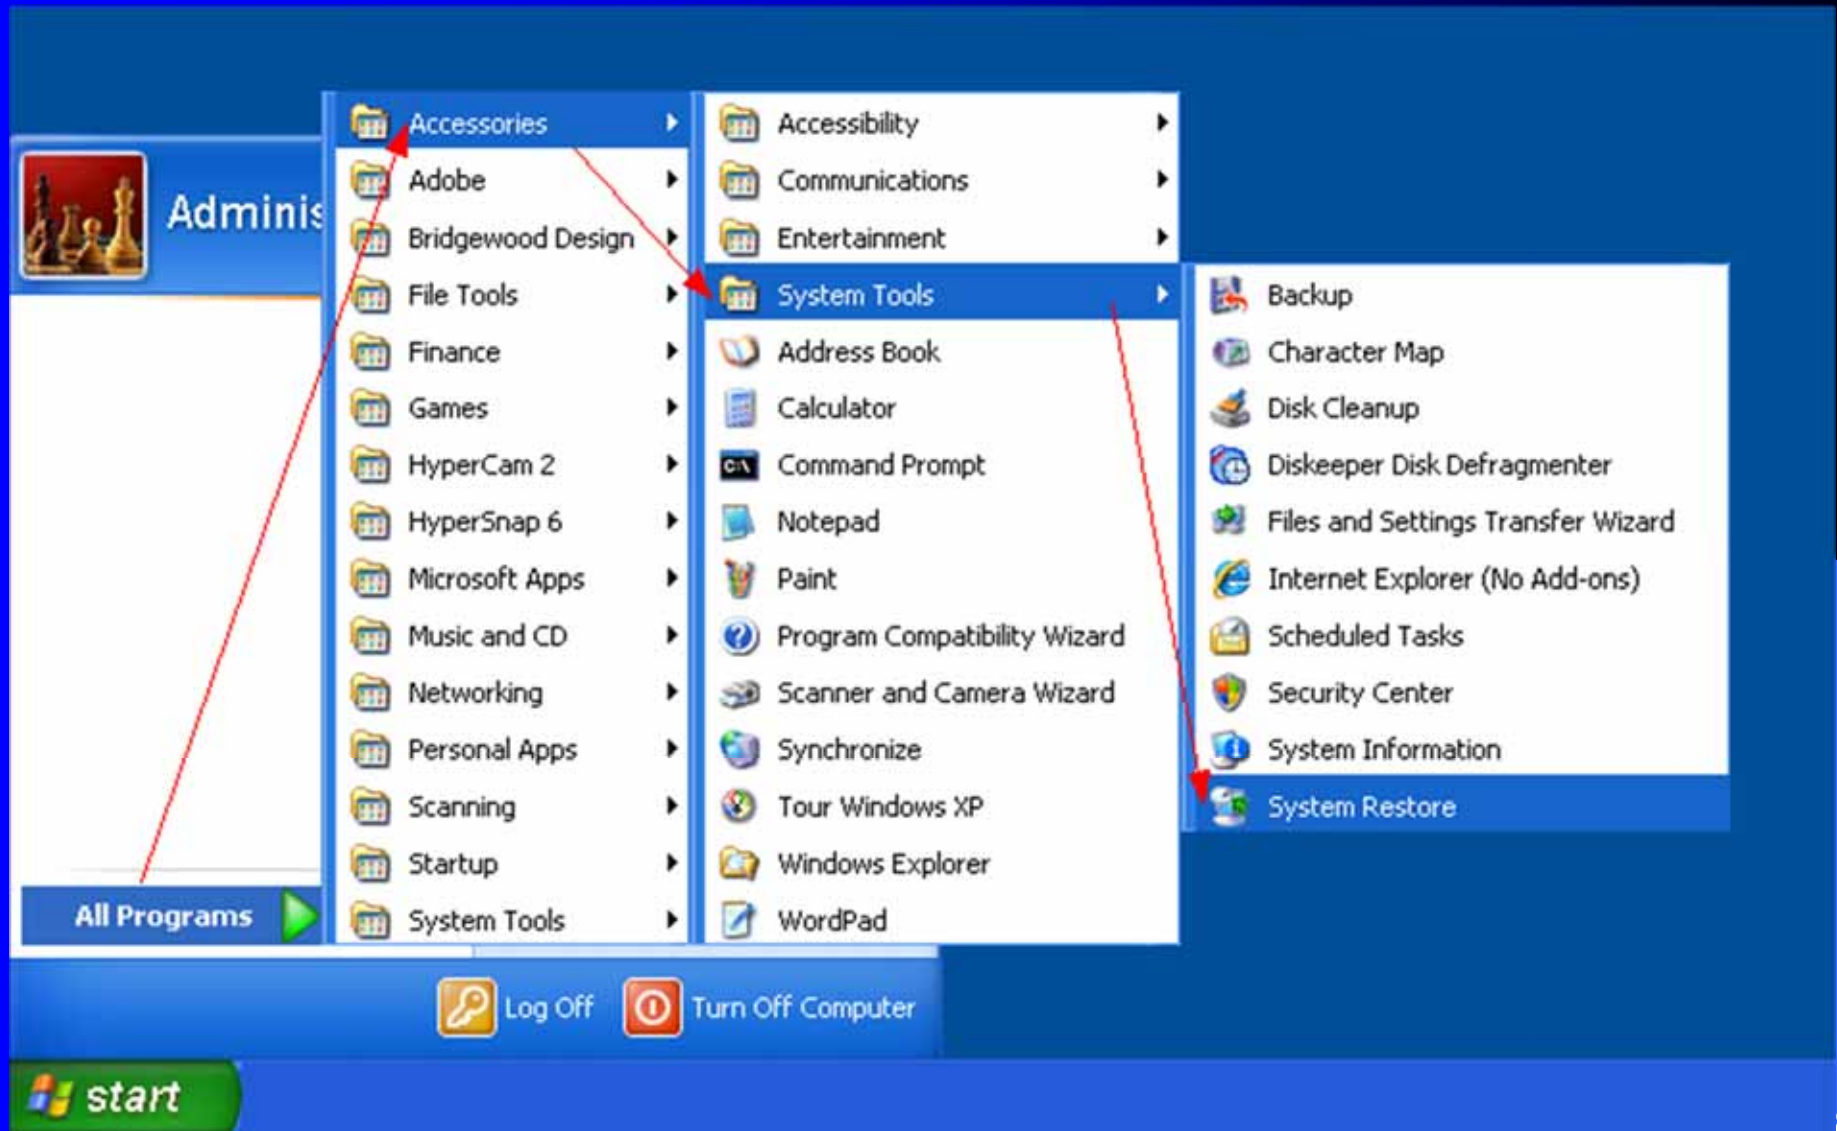 Adminis
Accessories
Adobe
Bridgewood Design
File Tools
Finance
Games
HyperCam 2
HyperSnap 6
Microsoft Apps
Music and CD
Networking
Personal Apps
Scanning
Startup
System Tools
Accessibility
Communications
Entertainment
System Tools
Address Book
Calculator
C:\
Command Prompt
Notepad
Paint
Program Compatibility Wizard
Scanner and Camera Wizard
Synchronize
Tour Windows XP
Windows Explorer
WordPad
Backup
Character Map
Disk Cleanup
Diskeeper Disk Defragmenter
Files and Settings Transfer Wizard
Internet Explorer (No Add-ons)
Scheduled Tasks
Security Center
System Information
System Restore
All Programs
Log Off
Turn Off Computer
start